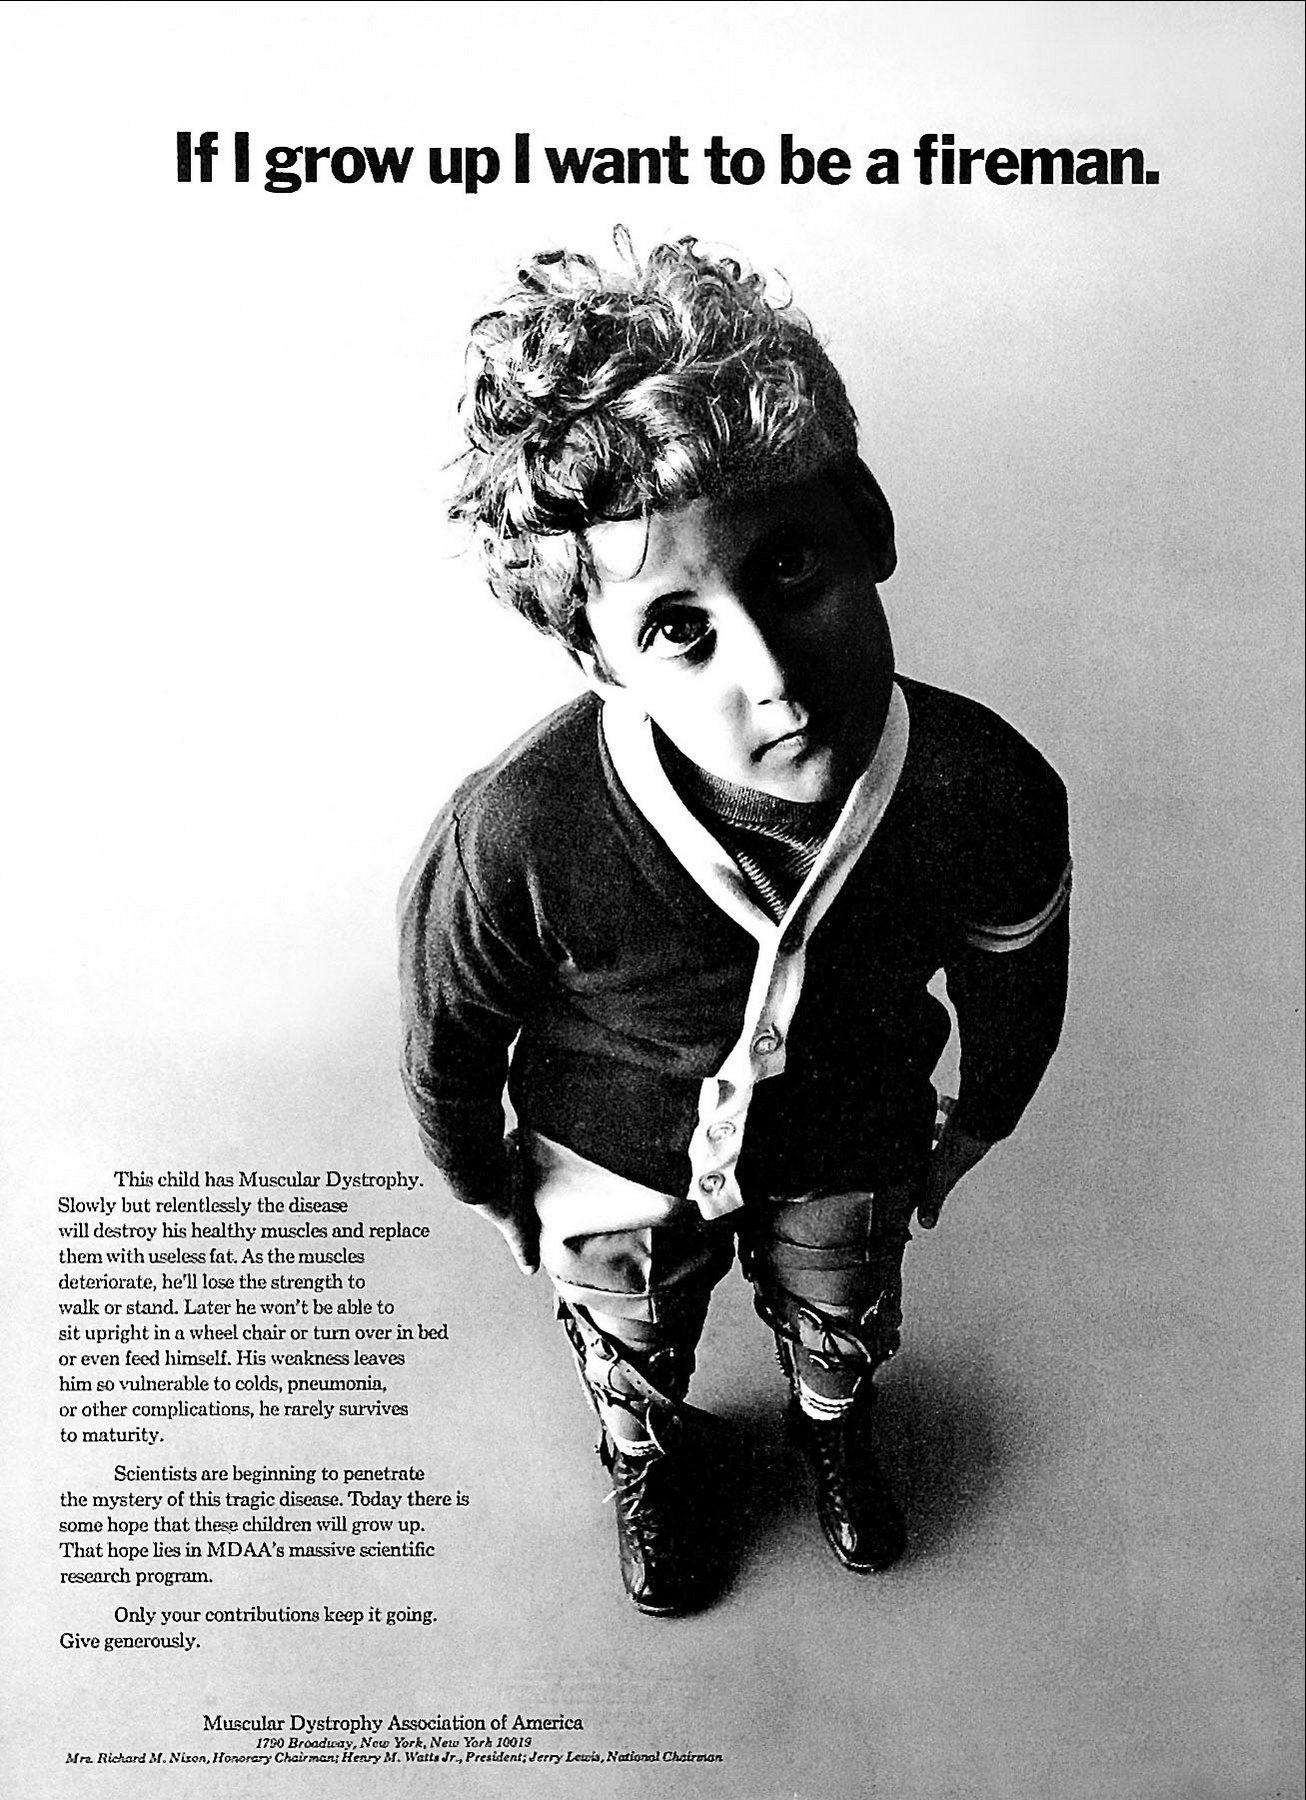 If I grow up I want to be a fireman.
This child has Muscular Dystrophy.
Slowly but relentlessly the disease
will destroy his healthy muscles and replace
them with useless fat. As the muscles
deteriorate, he'll lose the strength to
walk or stand. Later he won't be able to
sit upright in a wheel chair or turn over in bed
or even feed himself. His weakness leaves
him so vulnerable to colds, pneumonia,
or other complications, he rarely survives
to maturity.
Scientists are beginning to penetrate
the mystery of this tragic disease. Today there is
some hope that these children will grow up.
That hope lies in MDAA's massive scientific
research program.
Only your contributions keep it going.
Give generously.
Muscular Dystrophy Association of America
1790 Broadway, New York, New York 10019
Mrs. Richard M. Nixon, Honorary Chairman; Henry M. Watts Jr., President; Jerry Lewis, National Chairman